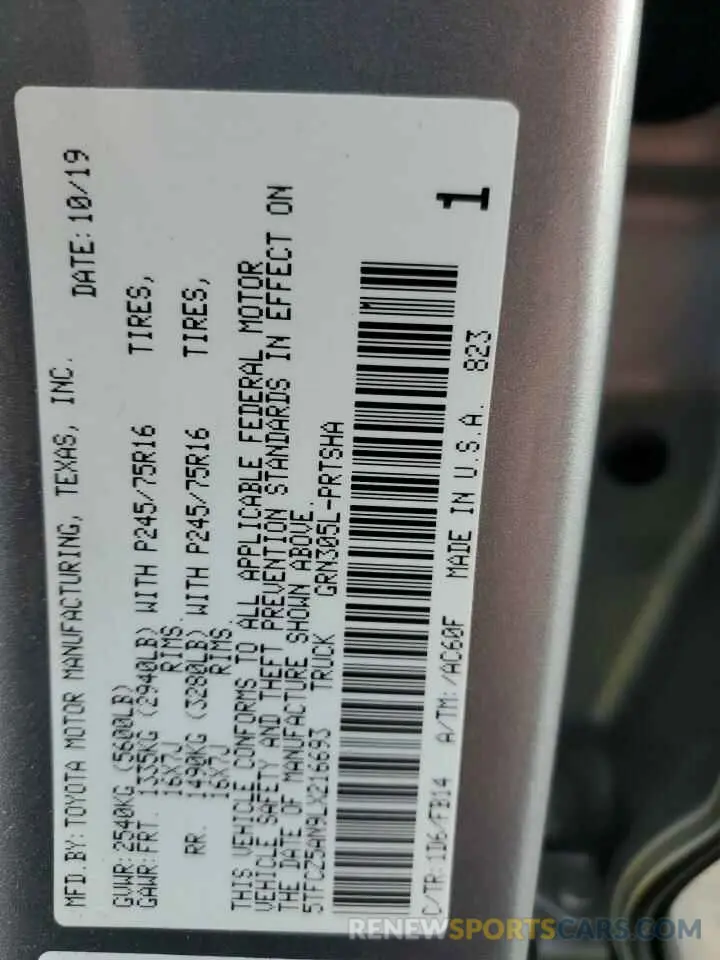 MFD.BY:TOYOTA MOTOR MANUFACTURING, TEXAS, INC. DATE:10/19
GVWR:2540KG (5600LB)
GAWR:FRT. 1335KG (2940LB) WITH P245/75R16 TIRES,
16X7J RIMS.
RR. 1490KG (3280LB) WITH P245/75R16 TIRES,
16X7J RIMS.
THIS VEHICLE CONFORMS TO ALL APPLICABLE FEDERAL MOTOR
VEHICLE SAFETY AND THEFT PREVENTION STANDARDS IN EFFECT ON
THE DATE OF MANUFACTURE SHOWN ABOVE.
5TFCZ5AN9LX216693 TRUCK GRN305L-PRTSHA
M
C/TR:1D6/FB14 A/TM:/AC60F MADE IN U.S.A. 823
1
RENEWSPORTSCARS.COM